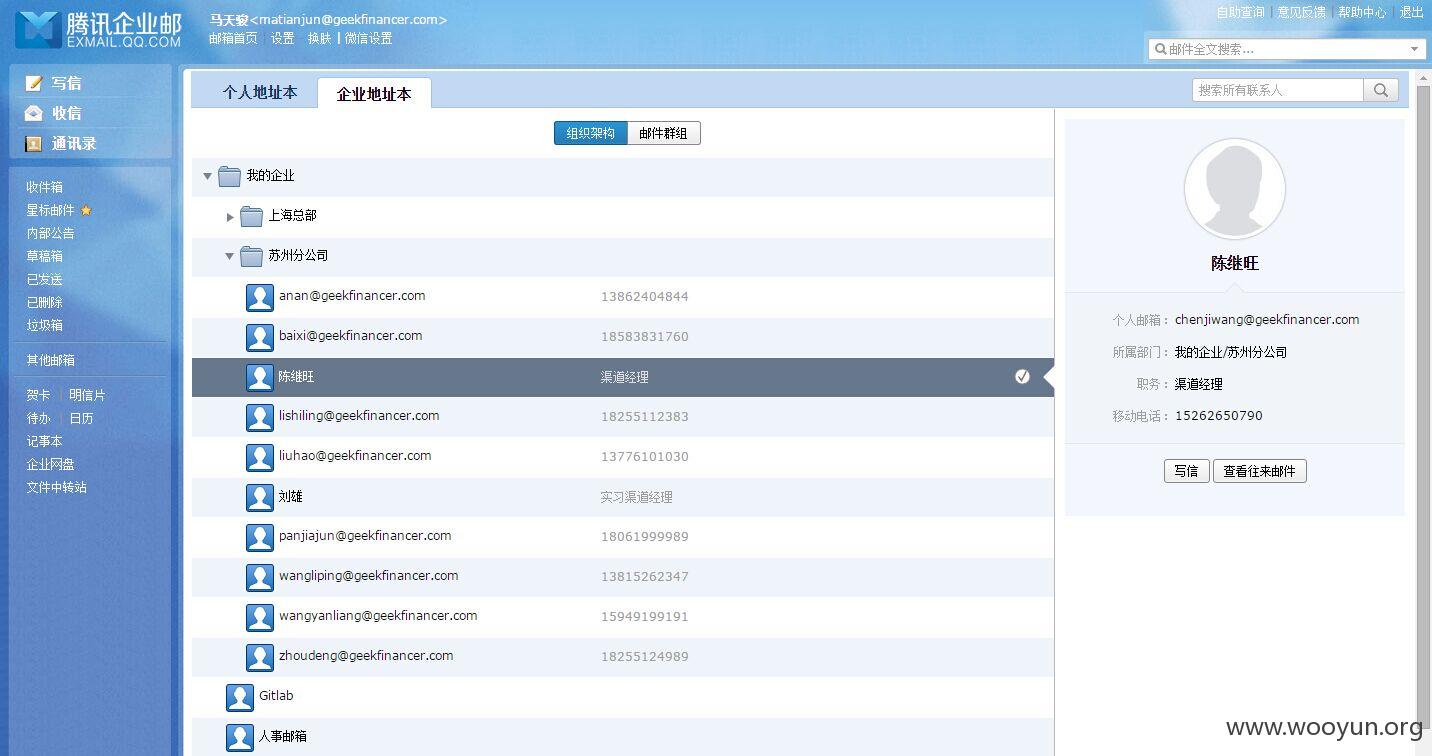 腾讯企业邮
EXMAIL.QQ.COM
马天骏<matianjun@geekfinancer.com>
邮箱首页 设置 换肤 | 微信设置
自助查询 | 意见反馈 | 帮助中心 | 退出
邮件全文搜索...
写信
收信
通讯录
收件箱
星标邮件
内部公告
草稿箱
已发送
已删除
垃圾箱
其他邮箱
贺卡 | 明信片
待办 | 日历
记事本
企业网盘
文件中转站
个人地址本 企业地址本
搜索所有联系人
组织架构 邮件群组
我的企业
上海总部
苏州分公司
anan@geekfinancer.com 13862404844
baixi@geekfinancer.com 18583831760
陈继旺 渠道经理
lishiling@geekfinancer.com 18255112383
liuhao@geekfinancer.com 13776101030
刘雄 实习渠道经理
panjiajun@geekfinancer.com 18061999989
wangliping@geekfinancer.com 13815262347
wangyanliang@geekfinancer.com 15949199191
zhoudeng@geekfinancer.com 18255124989
Gitlab
人事邮箱
陈继旺
个人邮箱： chenjiwang@geekfinancer.com
所属部门： 我的企业/苏州分公司
职务： 渠道经理
移动电话： 15262650790
写信 查看往来邮件
www.wooyun.org